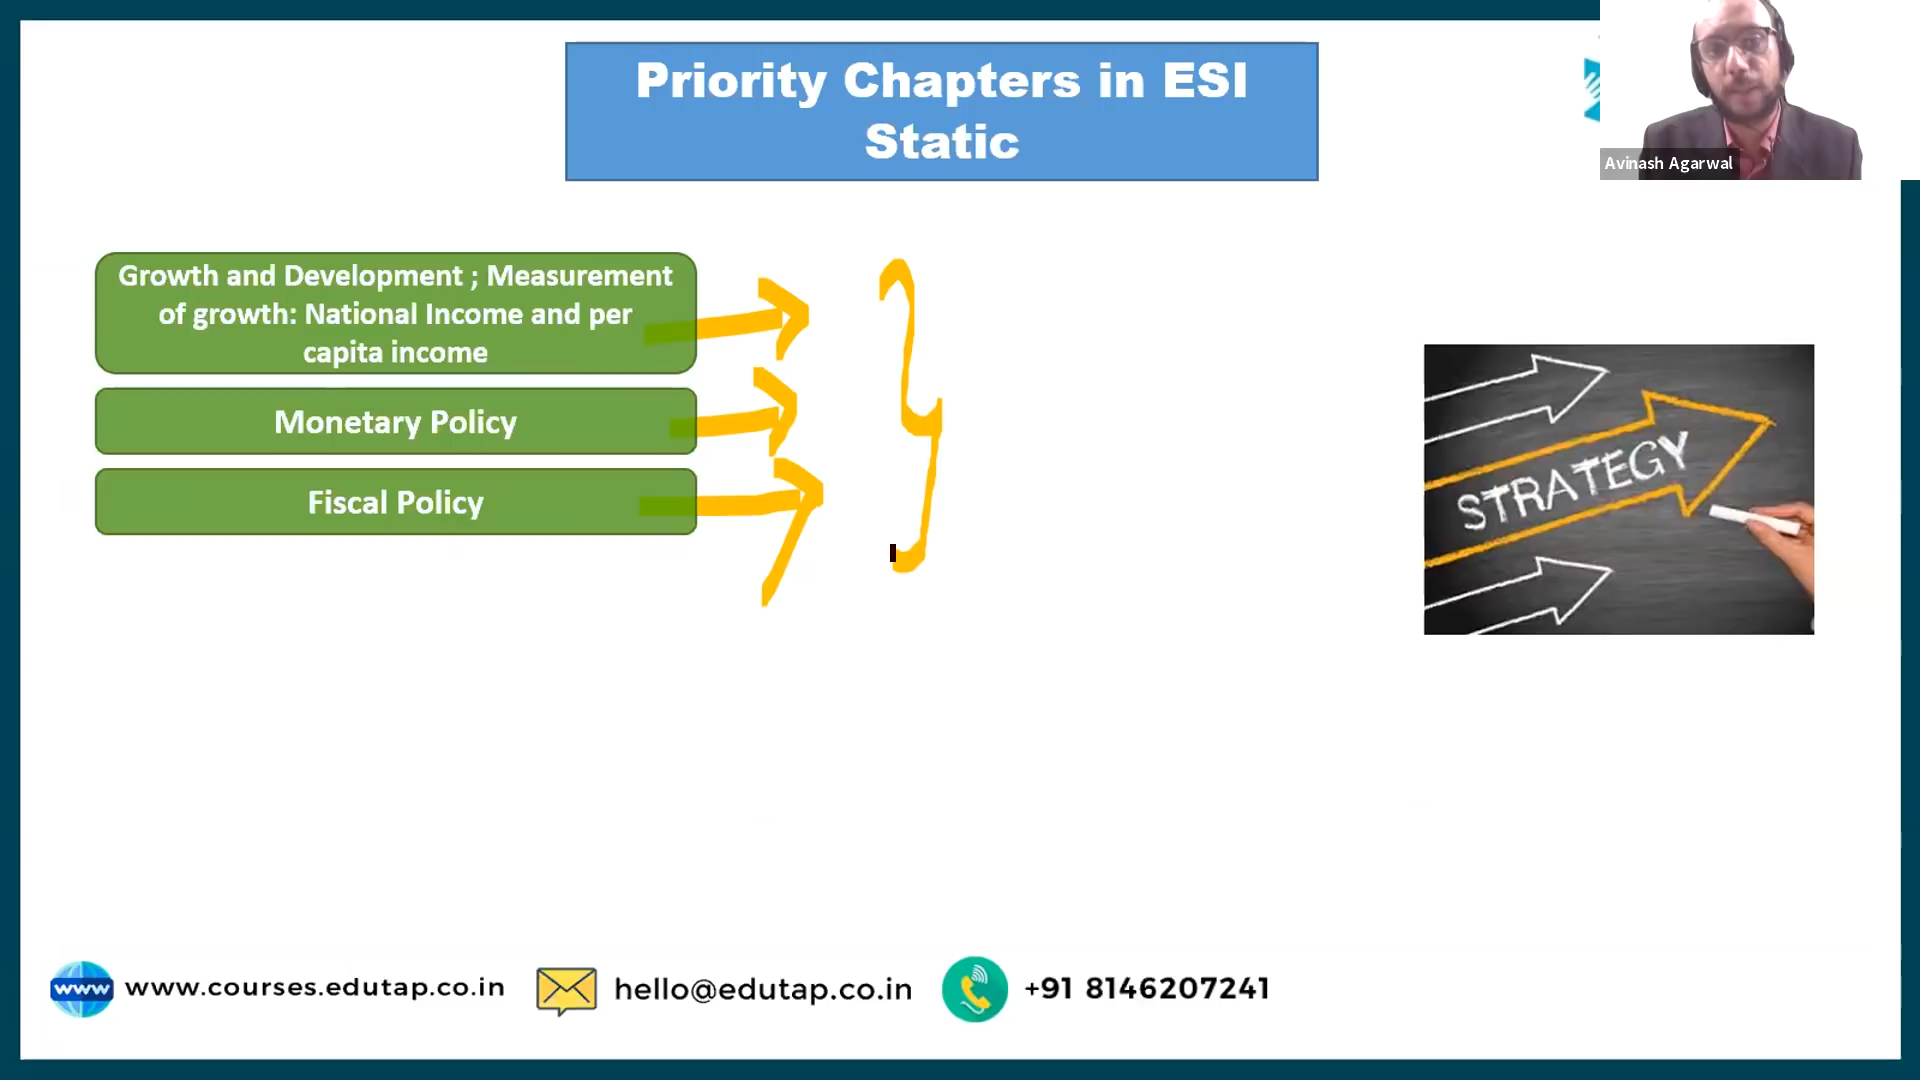 Priority Chapters in ESI
Static
Avinash Agarwal
Growth and Development ; Measurement
of growth: National Income and per
capita income
Monetary Policy
Fiscal Policy
STRATEGY
www
www.courses.edutap.co.in
hello@edutap.co.in
+91 8146207241